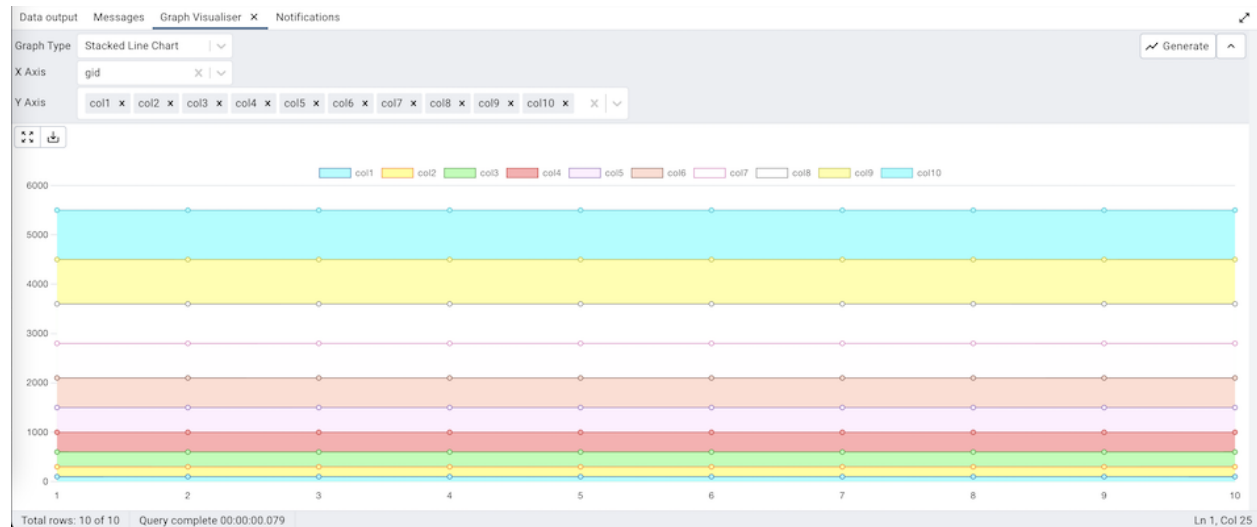 Data output Messages Graph Visualiser × Notifications
Graph Type Stacked Line Chart Generate
X Axis gid
Y Axis col1 × col2 × col3 × col4 × col5 × col6 × col7 × col8 × col9 × col10 ×
col1 col2 col3 col4 col5 col6 col7 col8 col9 col10
6000
5000
4000
3000
2000
1000
0
1 2 3 4 5 6 7 8 9 10
Total rows: 10 of 10 Query complete 00:00:00.079 Ln 1, Col 25